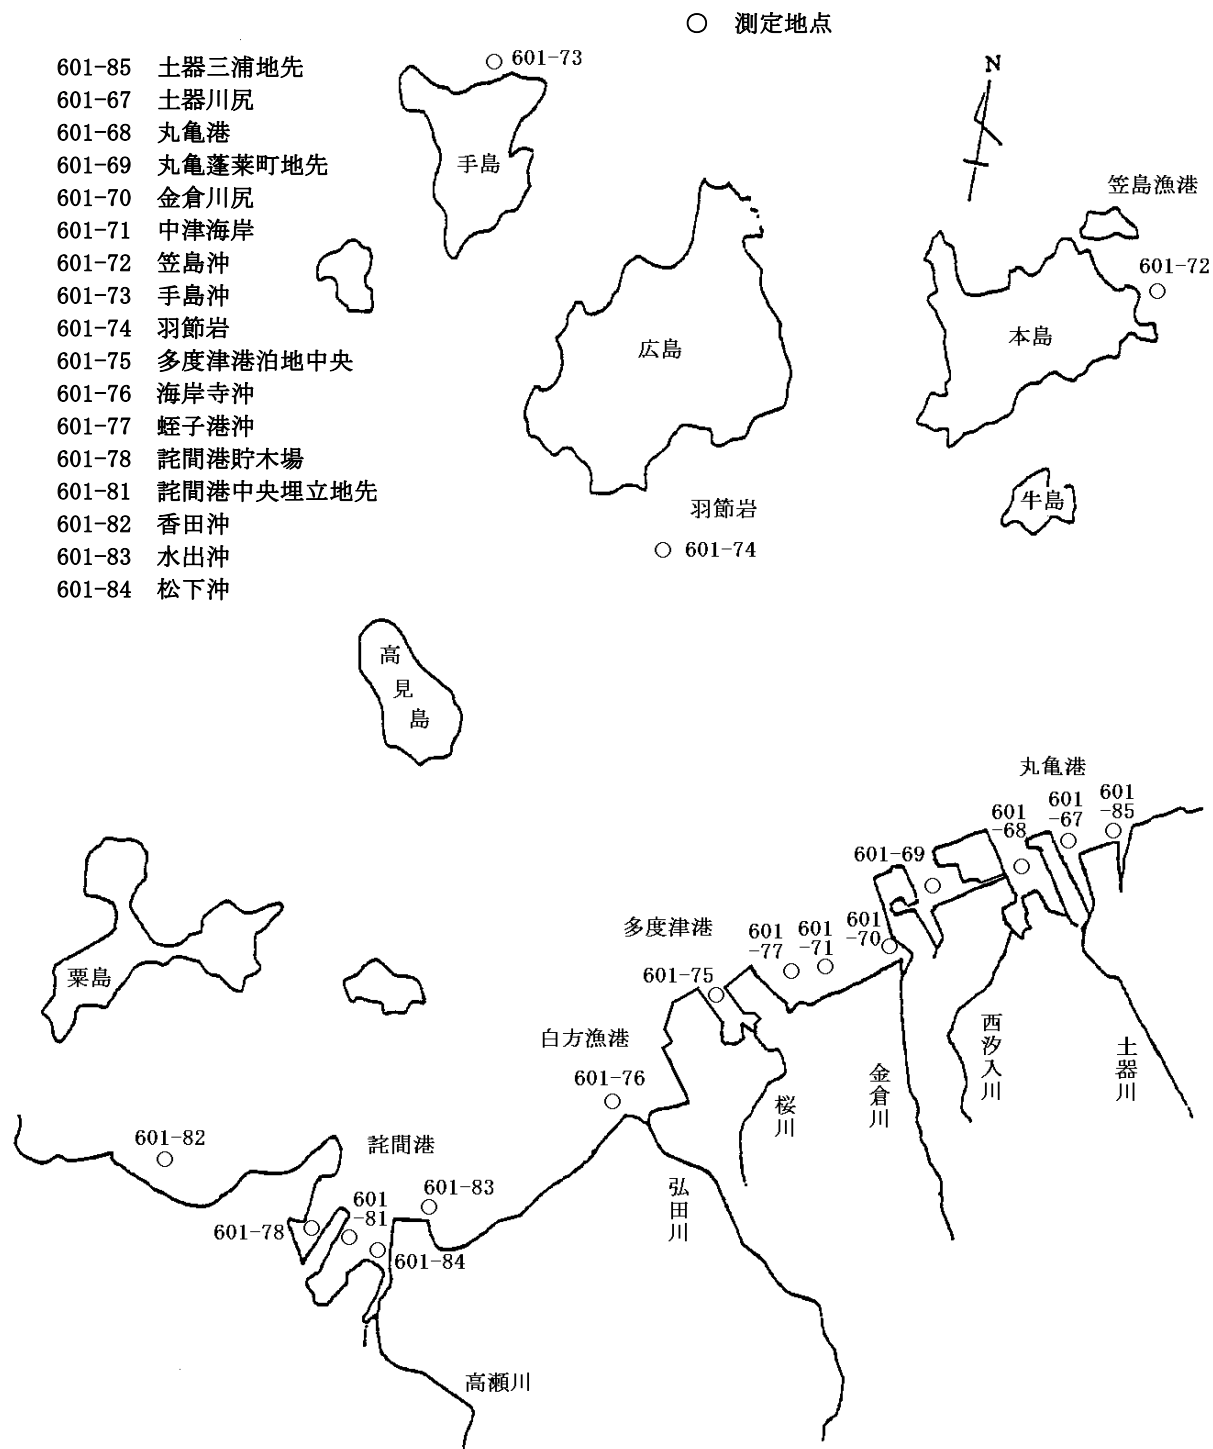 ○ 測定地点
601-85 土器三浦地先
601-67 土器川尻
601-68 丸亀港
601-69 丸亀蓬莱町地先
601-70 金倉川尻
601-71 中津海岸
601-72 笠島沖
601-73 手島沖
601-74 羽節岩
601-75 多度津港泊地中央
601-76 海岸寺沖
601-77 蛭子港沖
601-78 詫間港貯木場
601-81 詫間港中央埋立地先
601-82 香田沖
601-83 水出沖
601-84 松下沖
601-73
手島
N
笠島漁港
601-72
本島
広島
牛島
羽節岩
601-74
高見島
丸亀港
601
-85
601
-67
601
-68
601-69
601
-70
601
-71
601
-77
多度津港
601-75
粟島
白方漁港
601-76
西汐入川
土器川
金倉川
桜川
弘田川
601-82
詫間港
601-83
601
-81
601-78
601-84
高瀬川